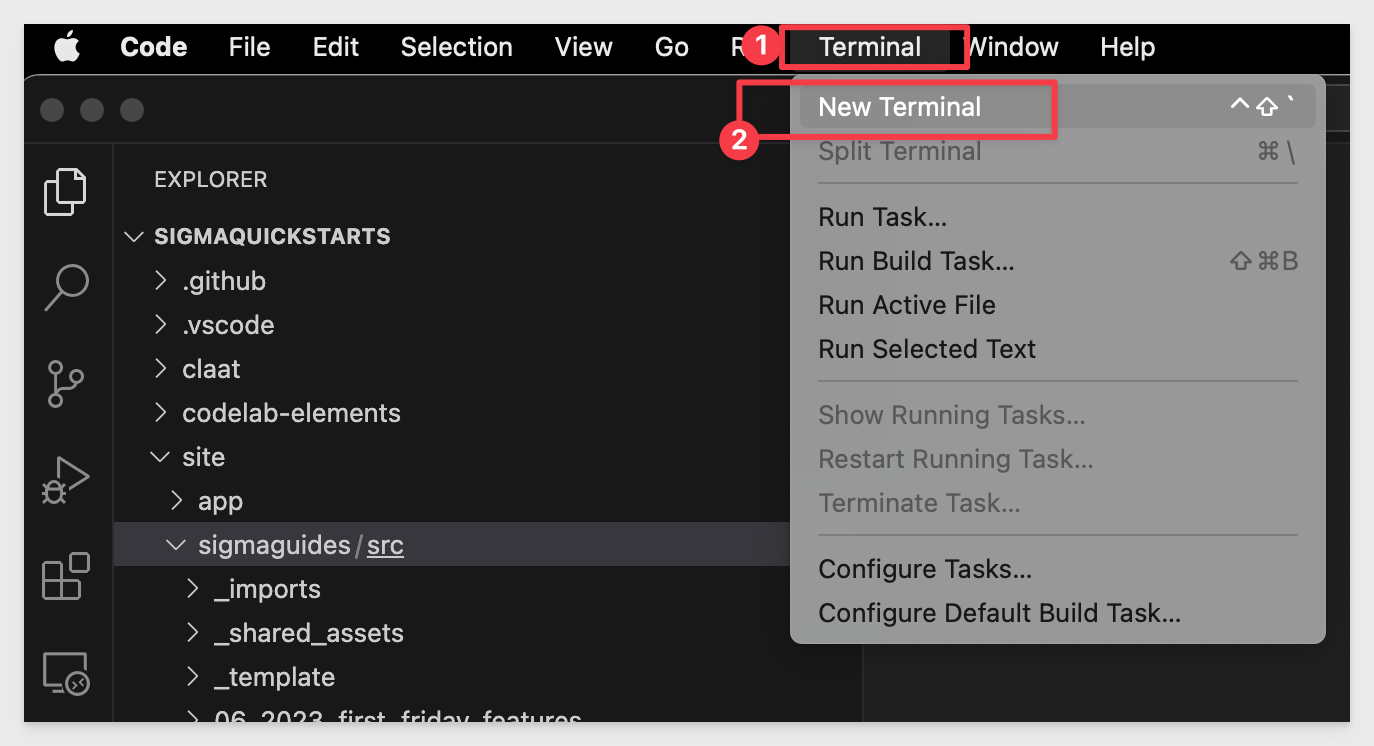 Code File Edit Selection View Go R 1 Terminal Window Help
New Terminal ^⇧`
2
Split Terminal ⌘\
EXPLORER
SIGMAQUICKSTARTS
Run Task...
Run Build Task... ⇧⌘B
.github
Run Active File
.vscode
Run Selected Text
claat
codelab-elements
Show Running Tasks...
site
Restart Running Task...
app
Terminate Task...
sigmaguides/src
Configure Tasks...
_imports
Configure Default Build Task...
_shared_assets
_template
06_2023_first_friday_features